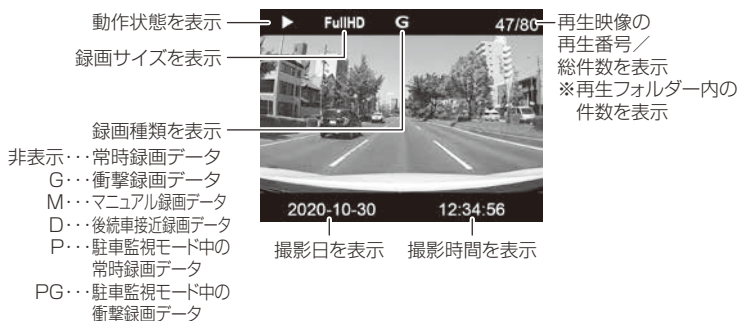 動作状態を表示
録画サイズを表示
FullHD G 47/80
再生映像の
再生番号／
総件数を表示
※再生フォルダー内の
件数を表示
録画種類を表示
非表示･･･常時録画データ
G･･･衝撃録画データ
M･･･マニュアル録画データ
D･･･後続車接近録画データ
P･･･駐車監視モード中の
常時録画データ
PG･･･駐車監視モード中の
衝撃録画データ
2020-10-30 12:34:56
撮影日を表示 撮影時間を表示